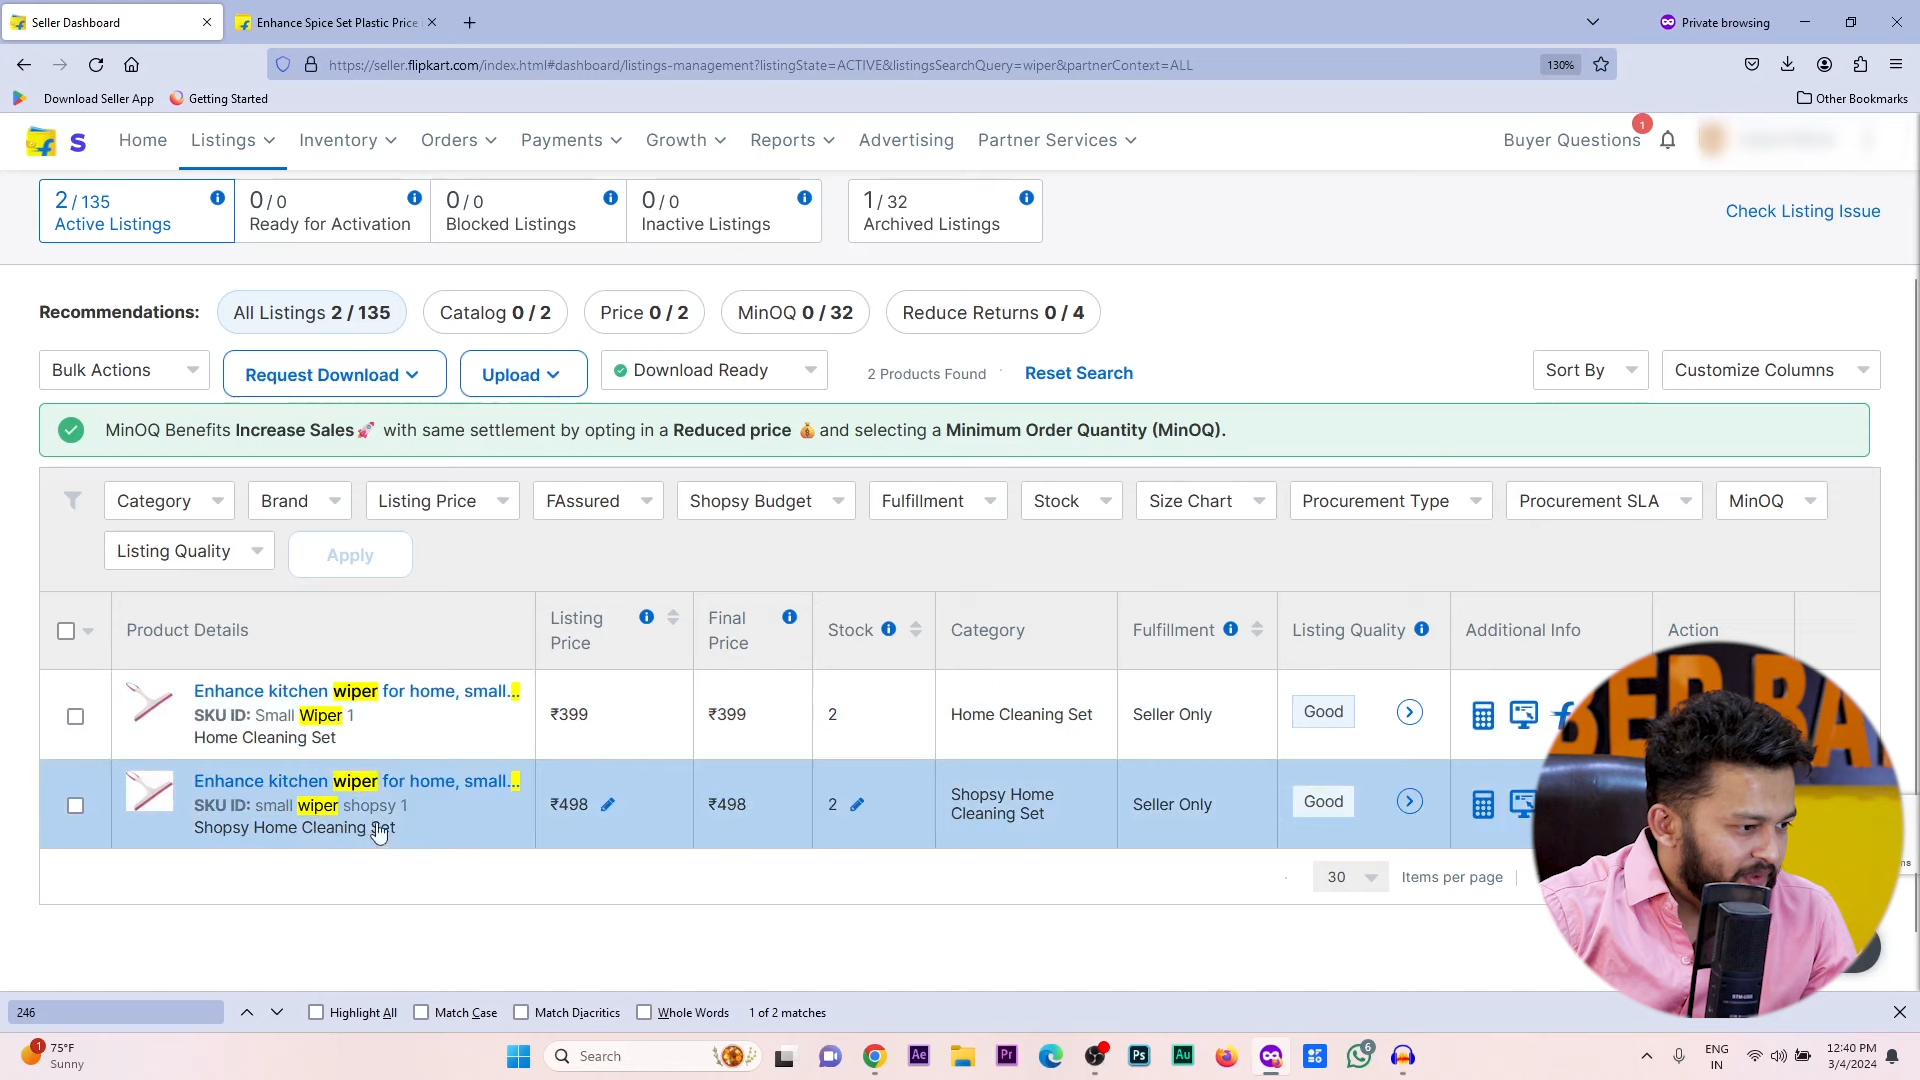 Seller Dashboard
Enhance Spice Set Plastic Price
Private browsing
https://seller.flipkart.com/index.html#dashboard/listings-management?listingState=ACTIVE&listingsSearchQuery=wiper&partnerContext=ALL
130%
Download Seller App
Getting Started
Other Bookmarks
S
Home
Listings
Inventory
Orders
Payments
Growth
Reports
Advertising
Partner Services
Buyer Questions
1
2 / 135
Active Listings
0 / 0
Ready for Activation
0 / 0
Blocked Listings
0 / 0
Inactive Listings
1 / 32
Archived Listings
Check Listing Issue
Recommendations:
All Listings 2 / 135
Catalog 0 / 2
Price 0 / 2
MinOQ 0 / 32
Reduce Returns 0 / 4
Bulk Actions
Request Download
Upload
Download Ready
2 Products Found
Reset Search
Sort By
Customize Columns
MinOQ Benefits Increase Sales🚀 with same settlement by opting in a Reduced price 💰and selecting a Minimum Order Quantity (MinOQ).
Category
Brand
Listing Price
FAssured
Shopsy Budget
Fulfillment
Stock
Size Chart
Procurement Type
Procurement SLA
MinOQ
Listing Quality
Apply
Product Details
Listing Price
Final Price
Stock
Category
Fulfillment
Listing Quality
Additional Info
Action
Enhance kitchen wiper for home, small...
SKU ID: Small Wiper 1
Home Cleaning Set
₹399
₹399
2
Home Cleaning Set
Seller Only
Good
Enhance kitchen wiper for home, small...
SKU ID: small wiper shopsy 1
Shopsy Home Cleaning Set
₹498
₹498
2
Shopsy Home Cleaning Set
Seller Only
Good
30
Items per page
246
Highlight All
Match Case
Match Diacritics
Whole Words
1 of 2 matches
1
75°F
Sunny
Search
Ae
Pr
Ps
Au
6
ENG
IN
12:40 PM
3/4/2024